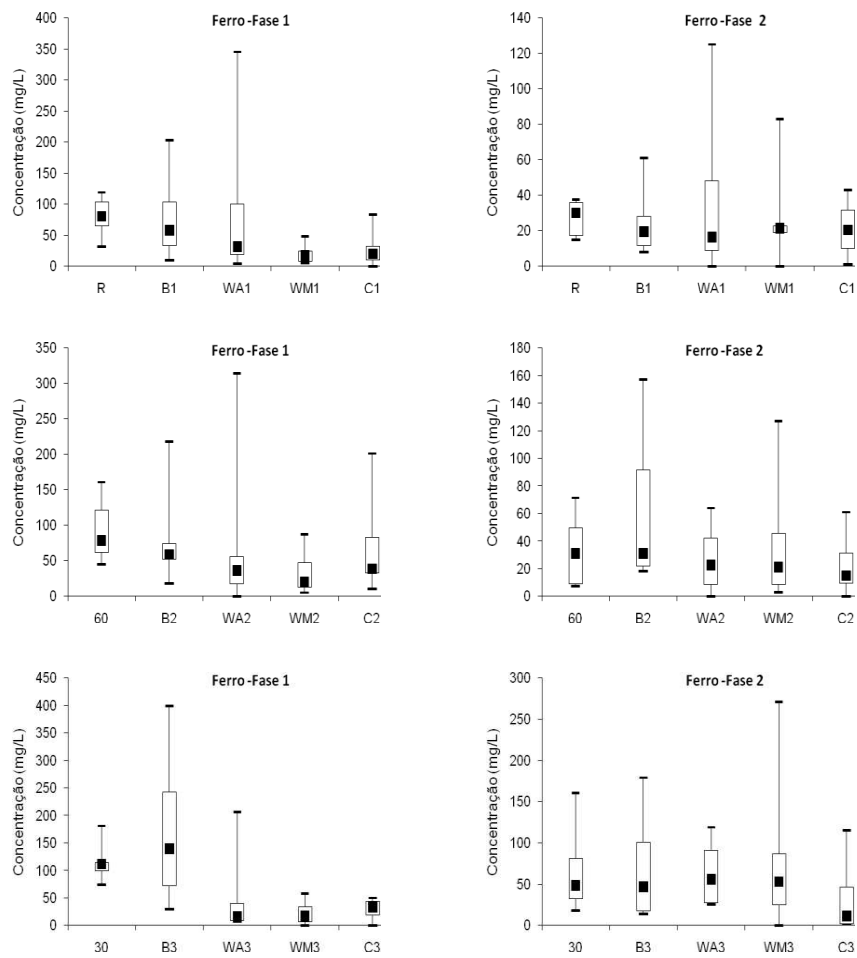 Ferro -Fase 1
Concentração (mg/L)
400
350
300
250
200
150
100
50
0
R B1 WA1 WM1 C1
Ferro -Fase 2
Concentração (mg/L)
140
120
100
80
60
40
20
0
R B1 WA1 WM1 C1
Ferro -Fase 1
Concentração (mg/L)
350
300
250
200
150
100
50
0
60 B2 WA2 WM2 C2
Ferro -Fase 2
Concentração (mg/L)
180
160
140
120
100
80
60
40
20
0
60 B2 WA2 WM2 C2
Ferro -Fase 1
Concentração (mg/L)
450
400
350
300
250
200
150
100
50
0
30 B3 WA3 WM3 C3
Ferro -Fase 2
Concentração (mg/L)
300
250
200
150
100
50
0
30 B3 WA3 WM3 C3